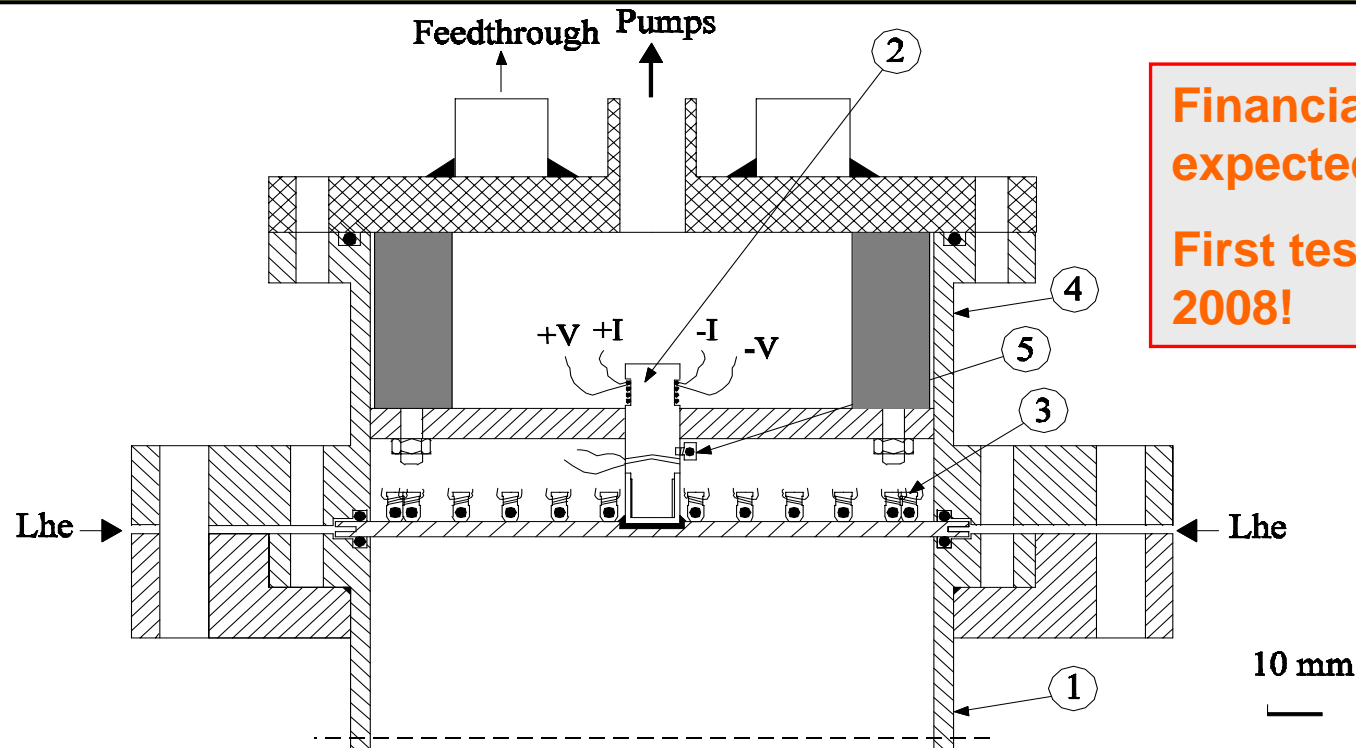 Feedthrough
Pumps
2
Financia
expected
First tes
2008!
4
+V
+I
-I
-V
5
3
Lhe
Lhe
10 mm
1